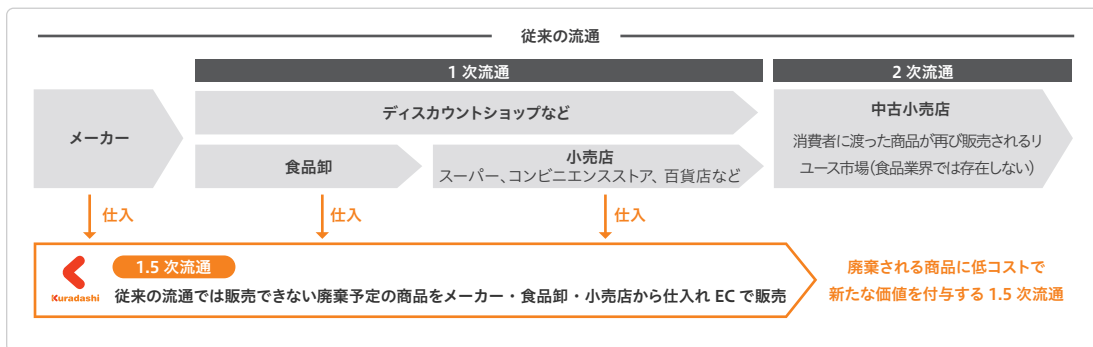 従来の流通
1 次流通
2 次流通
メーカー
ディスカウントショップなど
食品卸
小売店
スーパー、コンビニエンスストア、百貨店など
中古小売店
消費者に渡った商品が再び販売されるリ
ユース市場(食品業界では存在しない)
仕入
仕入
仕入
Kuradashi
1.5 次流通
従来の流通では販売できない廃棄予定の商品をメーカー・食品卸・小売店から仕入れ EC で販売
廃棄される商品に低コストで
新たな価値を付与する 1.5 次流通